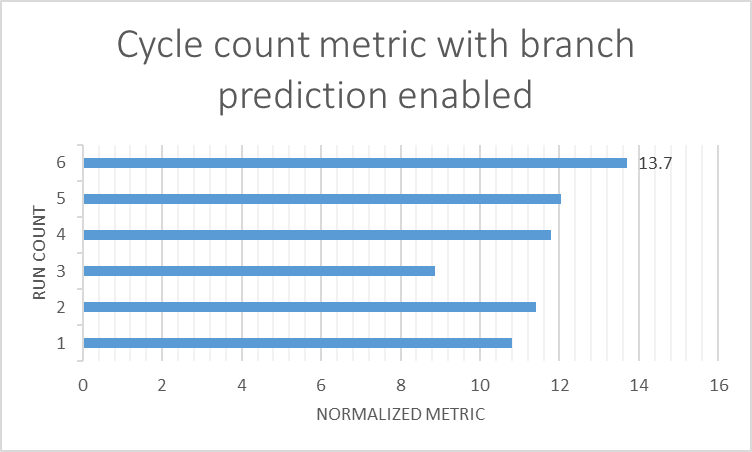 Cycle count metric with branch
prediction enabled
6
13.7
5
4
3
2
1
RUN COUNT
0 2 4 6 8 10 12 14 16
NORMALIZED METRIC